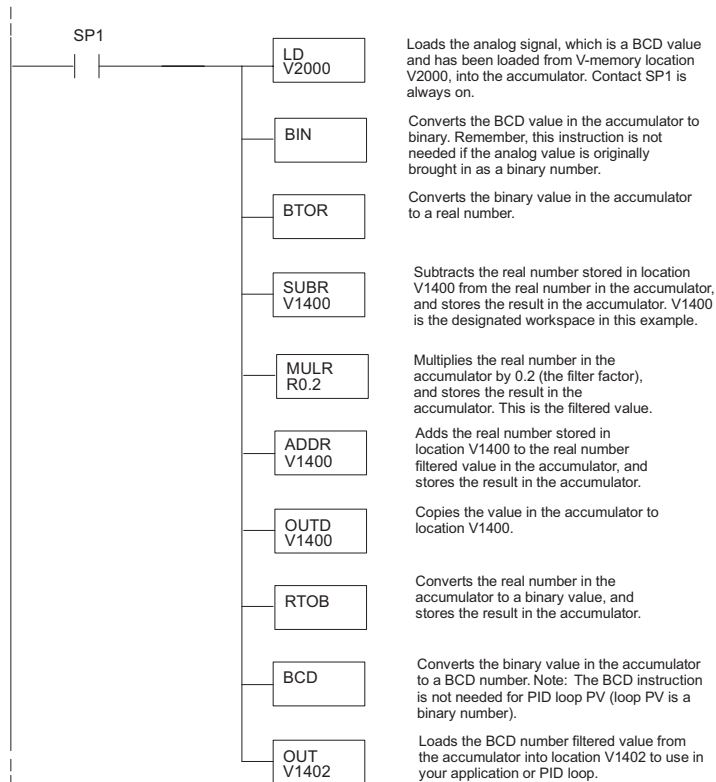 SP1
LD
V2000
Loads the analog signal, which is a BCD value
and has been loaded from V-memory location
V2000, into the accumulator. Contact SP1 is
always on.
BIN
Converts the BCD value in the accumulator to
binary. Remember, this instruction is not
needed if the analog value is originally
brought in as a binary number.
BTOR
Converts the binary value in the accumulator
to a real number.
SUBR
V1400
Subtracts the real number stored in location
V1400 from the real number in the accumulator,
and stores the result in the accumulator. V1400
is the designated workspace in this example.
MULR
R0.2
Multiplies the real number in the
accumulator by 0.2 (the filter factor),
and stores the result in the
accumulator. This is the filtered value.
ADDR
V1400
Adds the real number stored in
location V1400 to the real number
filtered value in the accumulator, and
stores the result in the accumulator.
OUTD
V1400
Copies the value in the accumulator to
location V1400.
RTOB
Converts the real number in the
accumulator to a binary value, and
stores the result in the accumulator.
BCD
Converts the binary value in the accumulator
to a BCD number. Note: The BCD instruction
is not needed for PID loop PV (loop PV is a
binary number).
OUT
V1402
Loads the BCD number filtered value from
the accumulator into location V1402 to use in
your application or PID loop.